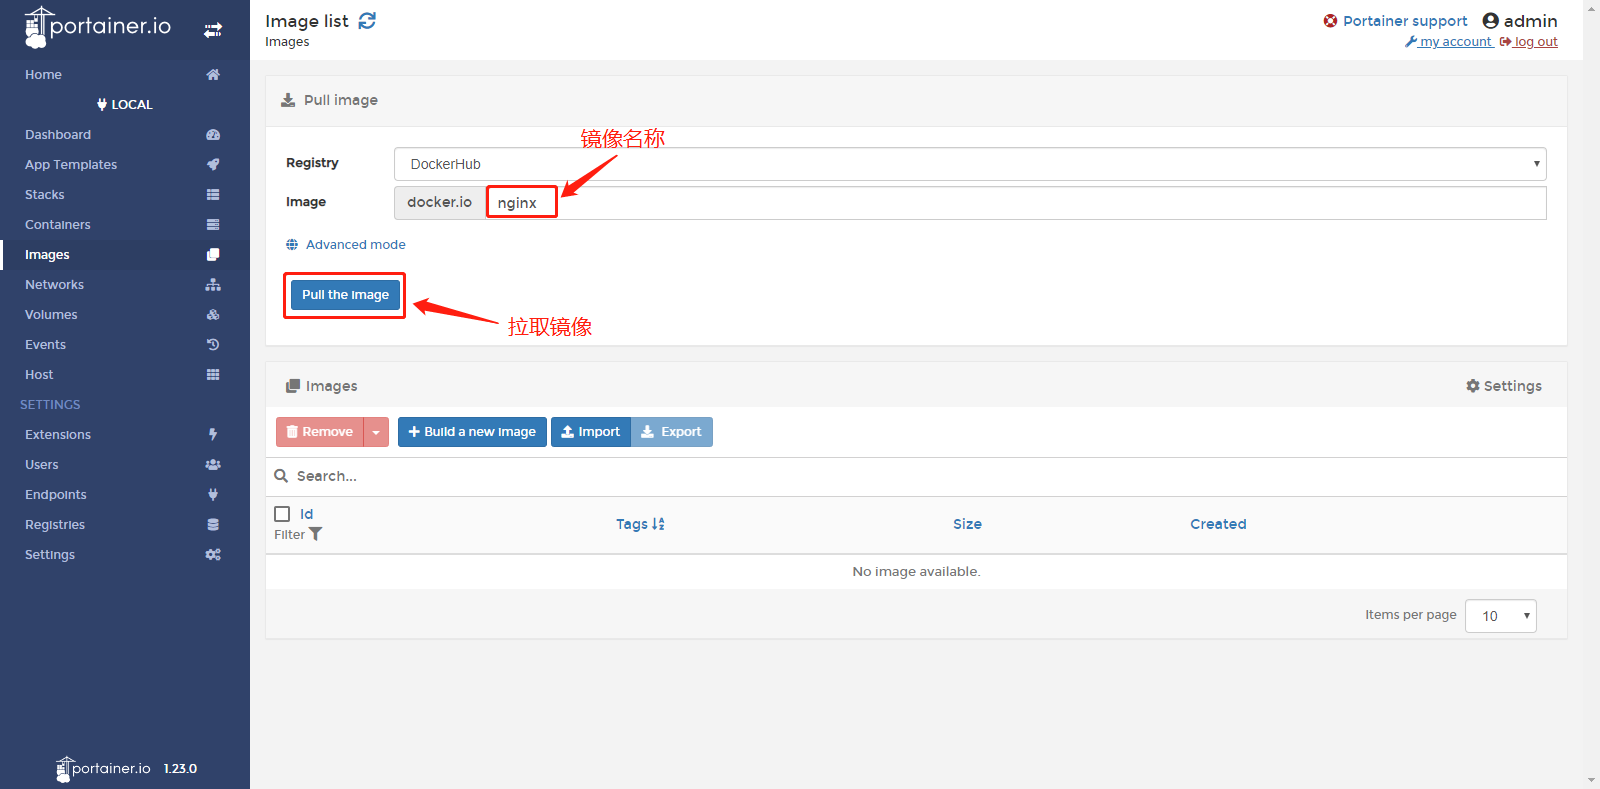 portainer.io
Home
LOCAL
Dashboard
App Templates
Stacks
Containers
Images
Networks
Volumes
Events
Host
SETTINGS
Extensions
Users
Endpoints
Registries
Settings
portainer.io 1.23.0
Image list
Images
Portainer support admin
my account log out
Pull image
镜像名称
Registry DockerHub
Image docker.io nginx
Advanced mode
Pull the image
拉取镜像
Images Settings
Remove Build a new image Import Export
Search...
Id Tags Size Created
Filter
No image available.
Items per page 10